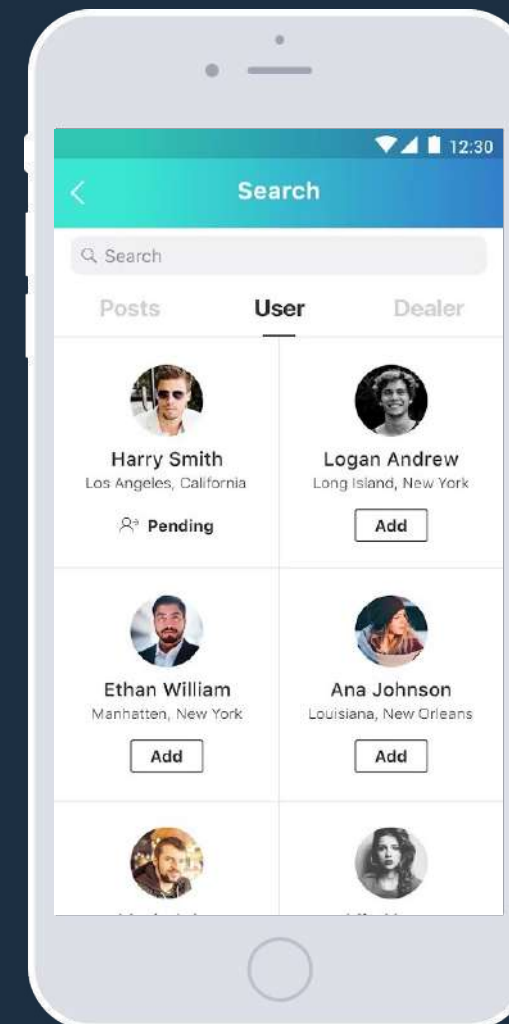 12:30
Search
Search
Posts User Dealer
Harry Smith Logan Andrew
Los Angeles, California Long Island, New York
Pending Add
Ethan William Ana Johnson
Manhatten, New York Louisiana, New Orleans
Add Add